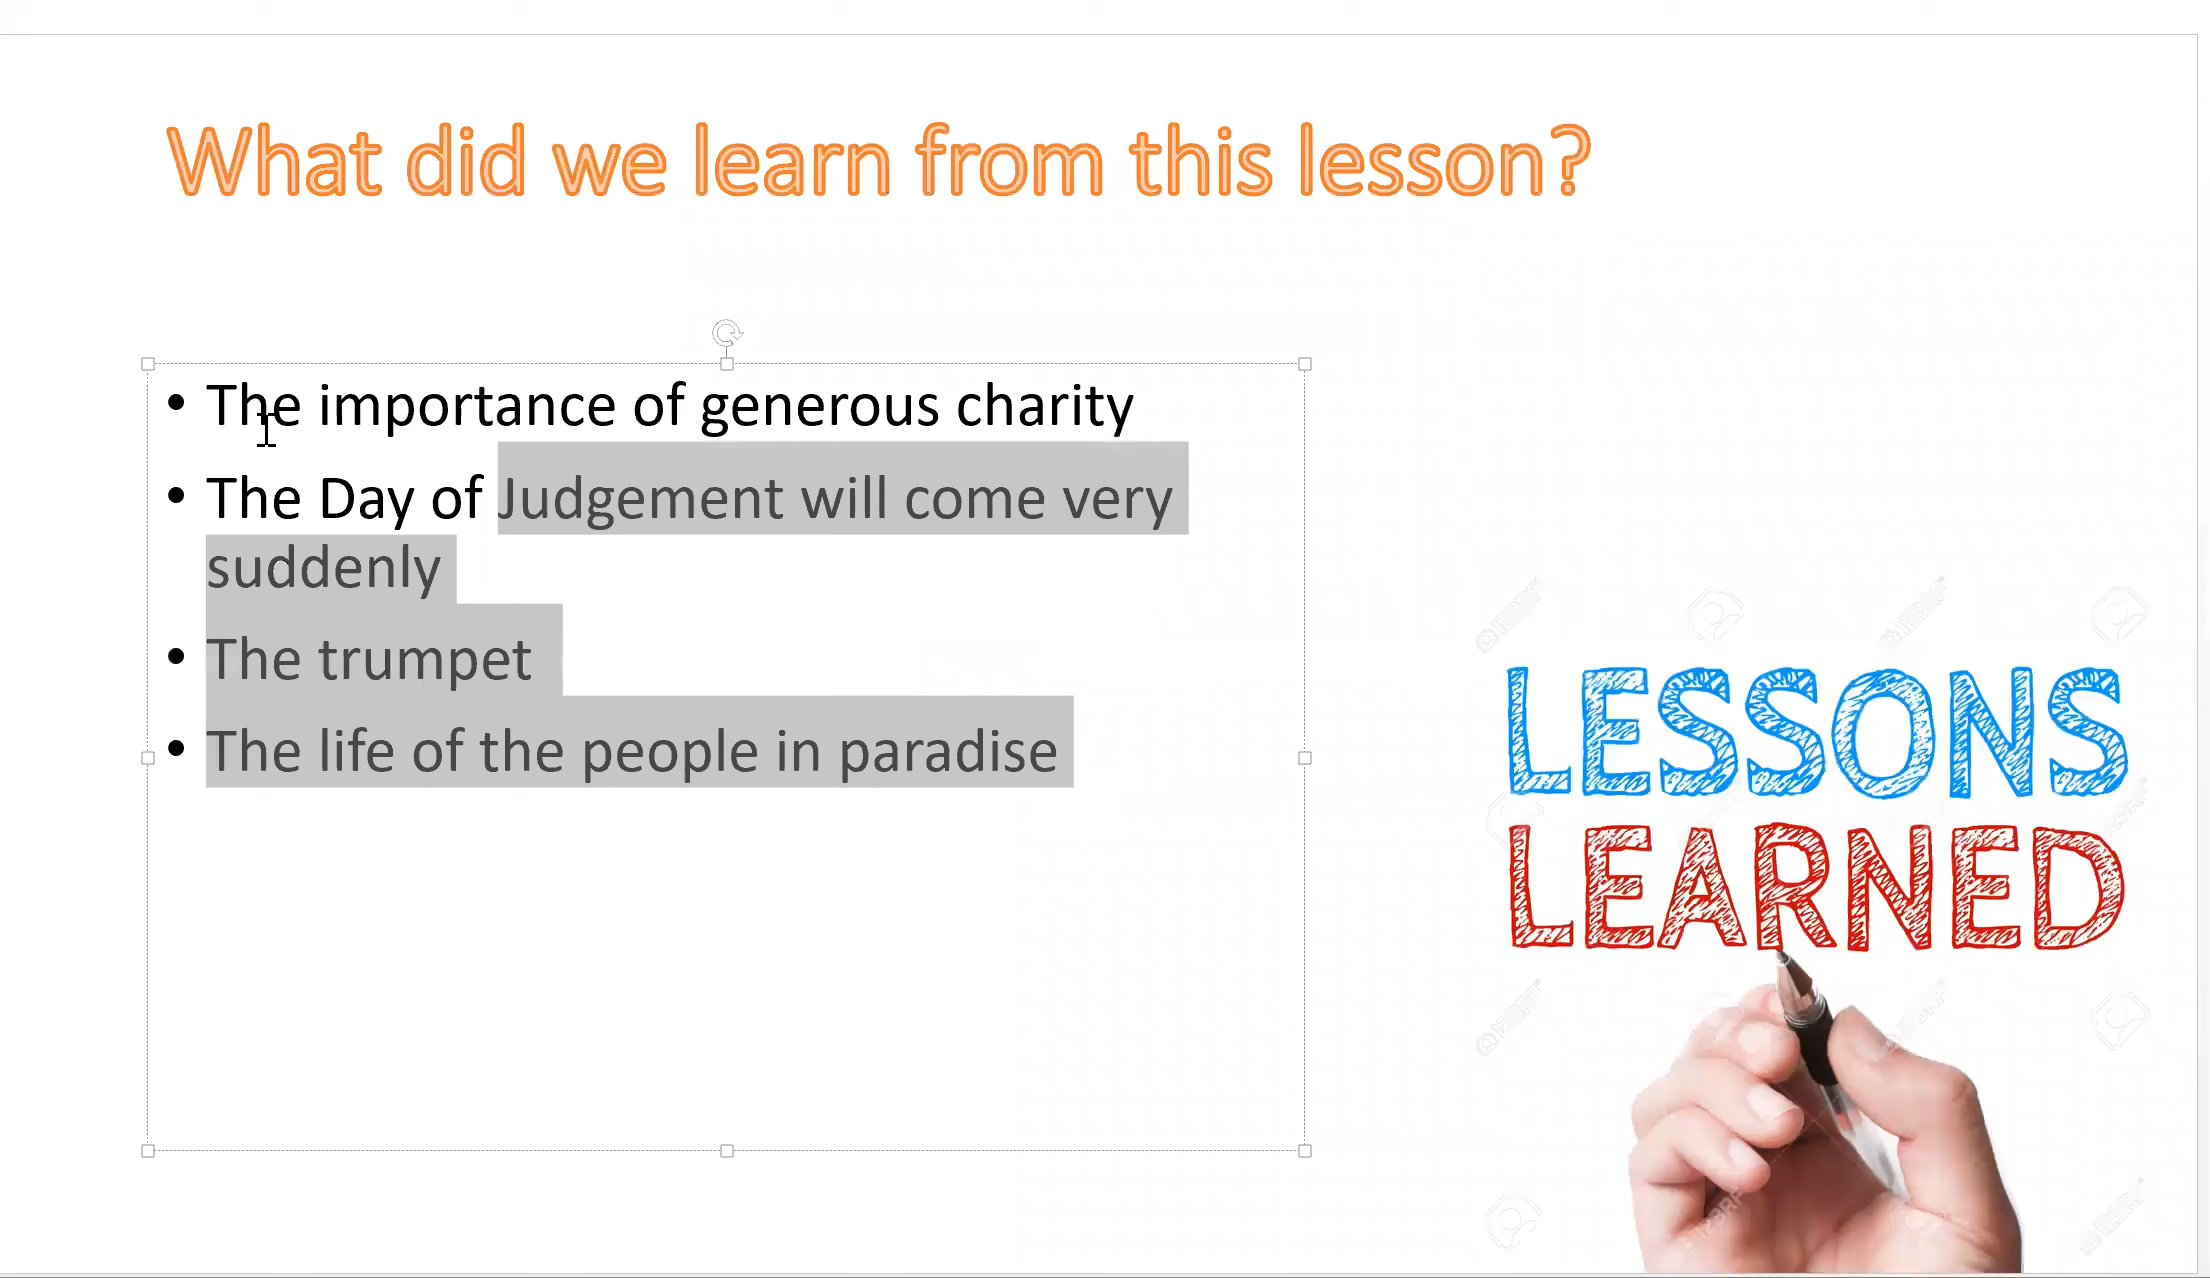 What did we learn from this lesson?
• The importance of generous charity
• The Day of Judgement will come very
suddenly
• The trumpet
• The life of the people in paradise
LESSONS
LEARNED